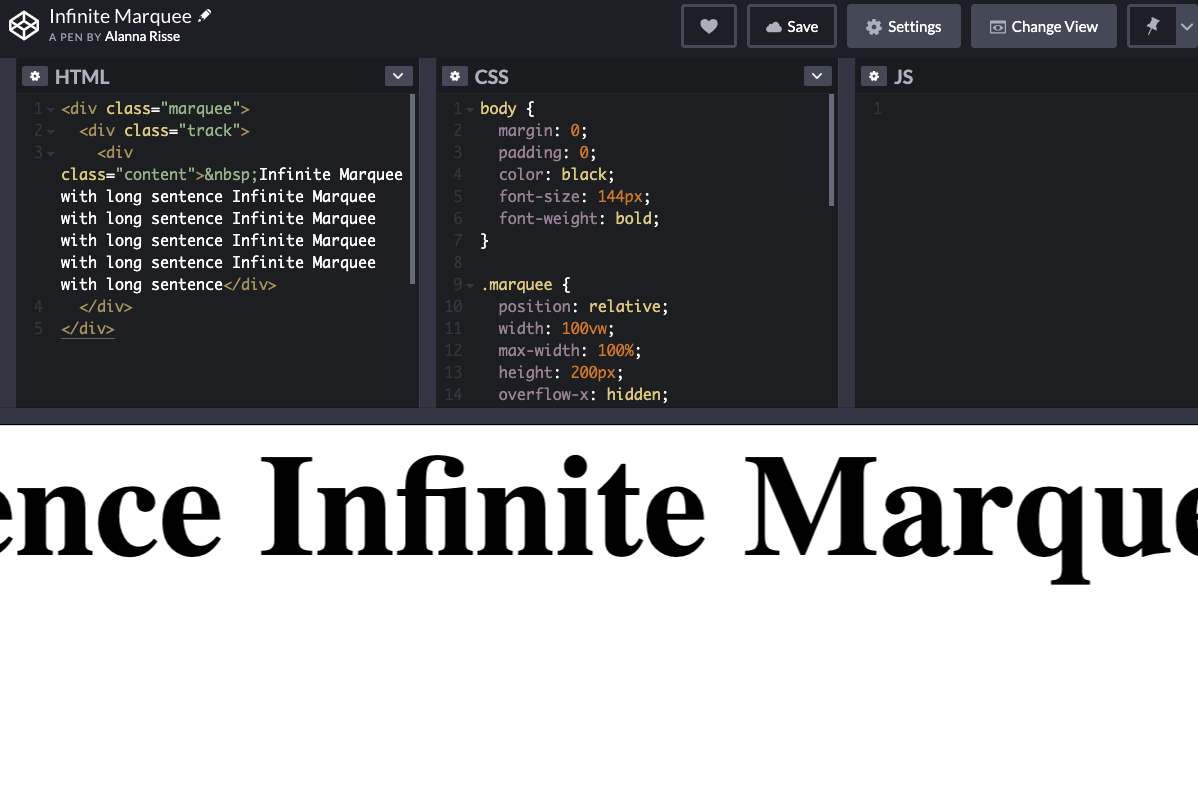 Infinite Marquee
A PEN BY Alanna Risse
Save
Settings
Change View
HTML
1 <div class="marquee">
2 <div class="track">
3 <div
class="content">&nbsp;Infinite Marquee
with long sentence Infinite Marquee
with long sentence Infinite Marquee
with long sentence Infinite Marquee
with long sentence Infinite Marquee
with long sentence</div>
4 </div>
5 </div>
CSS
1 body {
2 margin: 0;
3 padding: 0;
4 color: black;
5 font-size: 144px;
6 font-weight: bold;
7 }
8
9 .marquee {
10 position: relative;
11 width: 100vw;
12 max-width: 100%;
13 height: 200px;
14 overflow-x: hidden;
JS
1
ence Infinite Marque